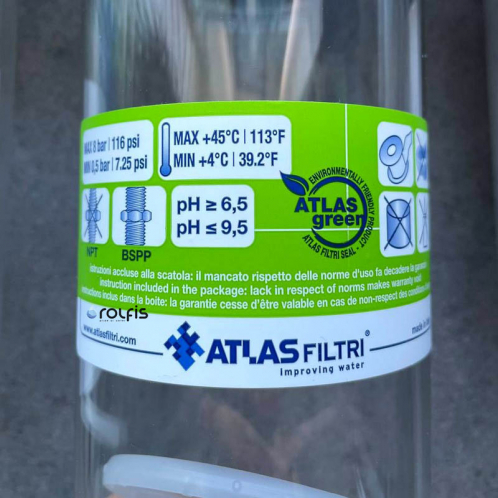 MAX 8 bar | 116 psi
MIN 0,5 bar | 7.25 psi
MAX +45°C | 113°F
MIN +4°C | 39.2°F
NPT
BSPP
pH ≥ 6,5
pH ≤ 9,5
ENVIRONMENTALLY FRIENDLY PRODUCT
ATLAS
green
ATLAS FILTRI SEAL
istruzioni accluse alla scatola: il mancato rispetto delle norme d'uso fa decadere la
instruction included in the package: lack in respect of norms makes warranty void
instructions inclus dans la boite: la garantie cesse d'être valable en cas de non-respect des
rolfis
www.atlasfiltri.com
ATLAS FILTRI®
Improving water
made in